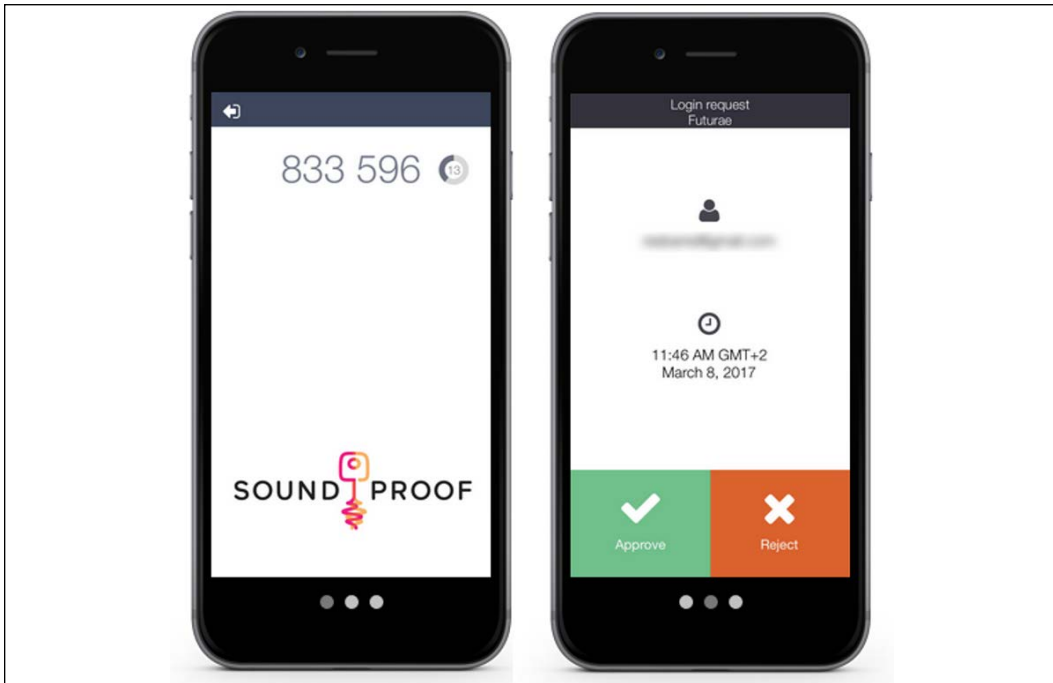 833 596 13
SOUND PROOF
Login request
Futurae
11:46 AM GMT+2
March 8, 2017
Approve
Reject